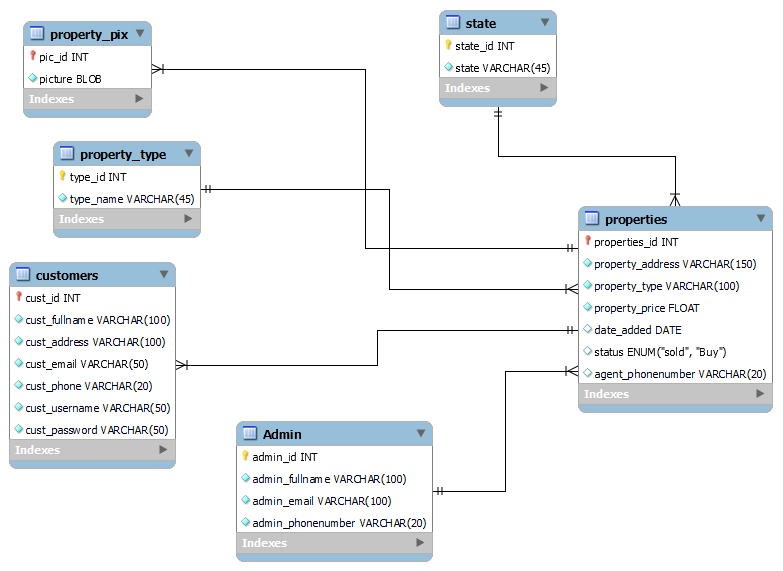 property_pix
pic_id INT
picture BLOB
Indexes
state
state_id INT
state VARCHAR(45)
Indexes
property_type
type_id INT
type_name VARCHAR(45)
Indexes
properties
properties_id INT
property_address VARCHAR(150)
property_type VARCHAR(100)
property_price FLOAT
date_added DATE
status ENUM("sold", "Buy")
agent_phonenumber VARCHAR(20)
Indexes
customers
cust_id INT
cust_fullname VARCHAR(100)
cust_address VARCHAR(100)
cust_email VARCHAR(50)
cust_phone VARCHAR(20)
cust_username VARCHAR(50)
cust_password VARCHAR(50)
Indexes
Admin
admin_id INT
admin_fullname VARCHAR(100)
admin_email VARCHAR(100)
admin_phonenumber VARCHAR(20)
Indexes